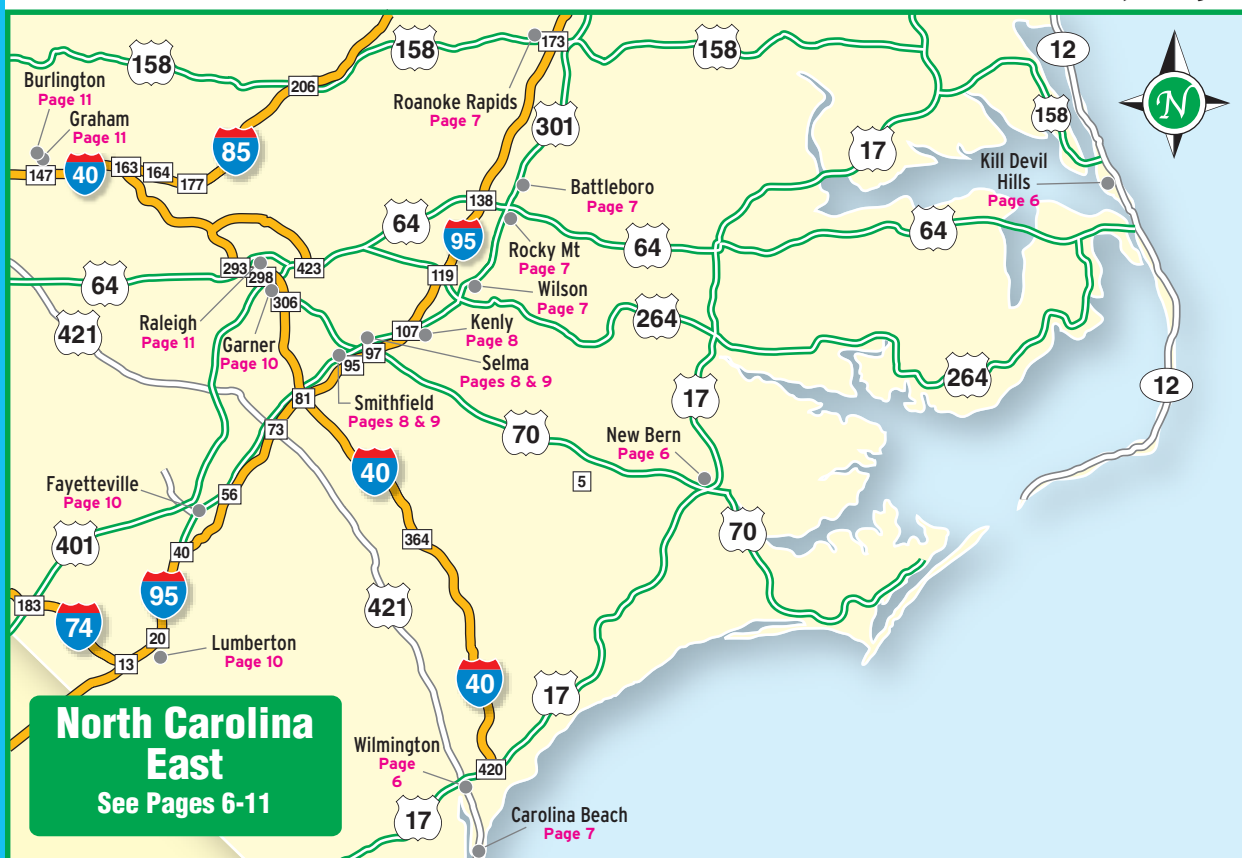 12
158
158
158
173
Burlington
Page 11
206
Roanoke Rapids
Page 7
Graham
Page 11
301
158
85
17
147
40
163
164
177
Kill Devil
Hills
Page 6
Battleboro
Page 7
138
64
95
Rocky Mt
Page 7
64
64
293
298
423
119
Wilson
Page 7
64
306
421
Raleigh
Page 11
Garner
Page 10
107
Kenly
Page 8
264
97
95
Selma
Pages 8 & 9
264
12
81
Smithfield
Pages 8 & 9
17
73
70
New Bern
Page 6
40
5
Fayetteville
Page 10
56
401
40
364
70
95
183
74
421
20
13
Lumberton
Page 10
40
17
North Carolina
East
See Pages 6-11
Wilmington
Page
6
420
17
Carolina Beach
Page 7
N